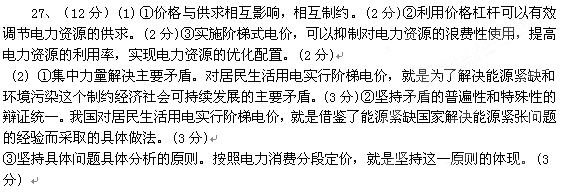 27、(12分)(1)①价格与供求相互影响，相互制约。(2分)②利用价格杠杆可以有效
调节电力资源的供求。(2分)③实施阶梯式电价，可以抑制对电力资源的浪费性使用，提高
电力资源的利用率，实现电力资源的优化配置。(2分)
(2) ①集中力量解决主要矛盾。对居民生活用电实行阶梯电价，就是为了解决能源紧缺和
环境污染这个制约经济社会可持续发展的主要矛盾。(3分)②坚持矛盾的普遍性和特殊性的
辩证统一。我国对居民生活用电实行阶梯电价，就是借鉴了能源紧缺国家解决能源紧张问题
的经验而采取的具体做法。(3分)
③坚持具体问题具体分析的原则。按照电力消费分段定价，就是坚持这一原则的体现。(3
分)